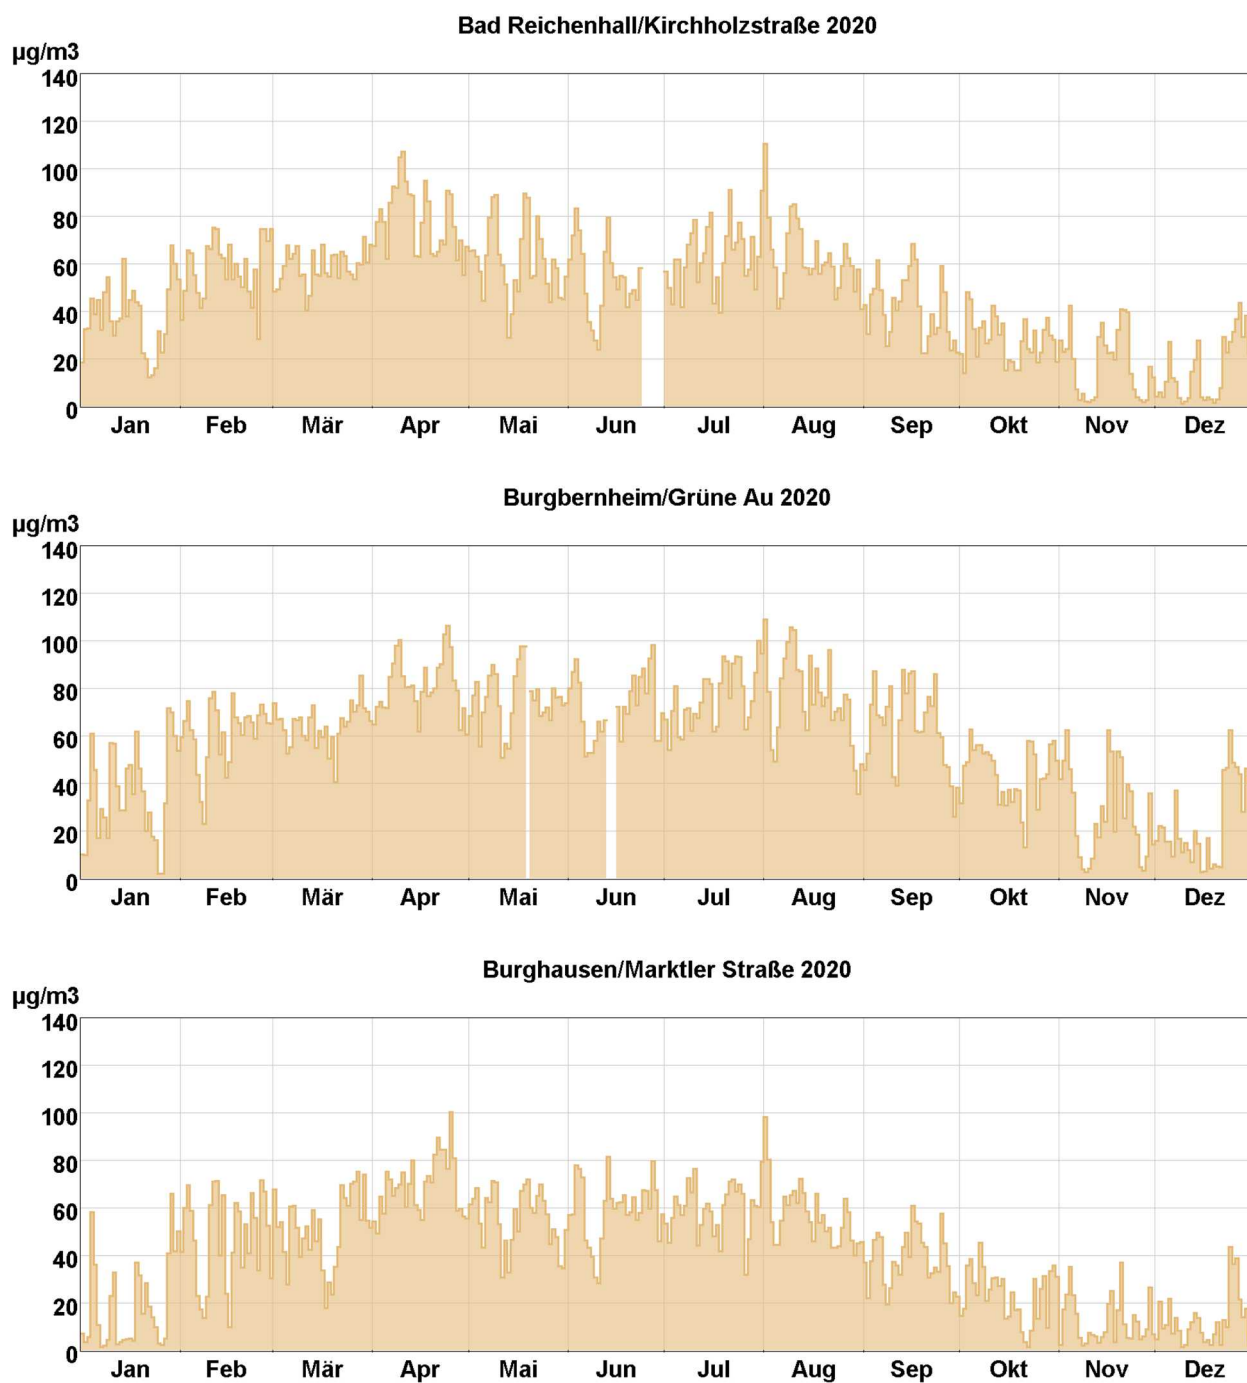 Bad Reichenhall/Kirchholzstraße 2020
µg/m3
140
120
100
80
60
40
20
0
Jan Feb Mär Apr Mai Jun Jul Aug Sep Okt Nov Dez
Burgbernheim/Grüne Au 2020
µg/m3
140
120
100
80
60
40
20
0
Jan Feb Mär Apr Mai Jun Jul Aug Sep Okt Nov Dez
Burghausen/Marktler Straße 2020
µg/m3
140
120
100
80
60
40
20
0
Jan Feb Mär Apr Mai Jun Jul Aug Sep Okt Nov Dez